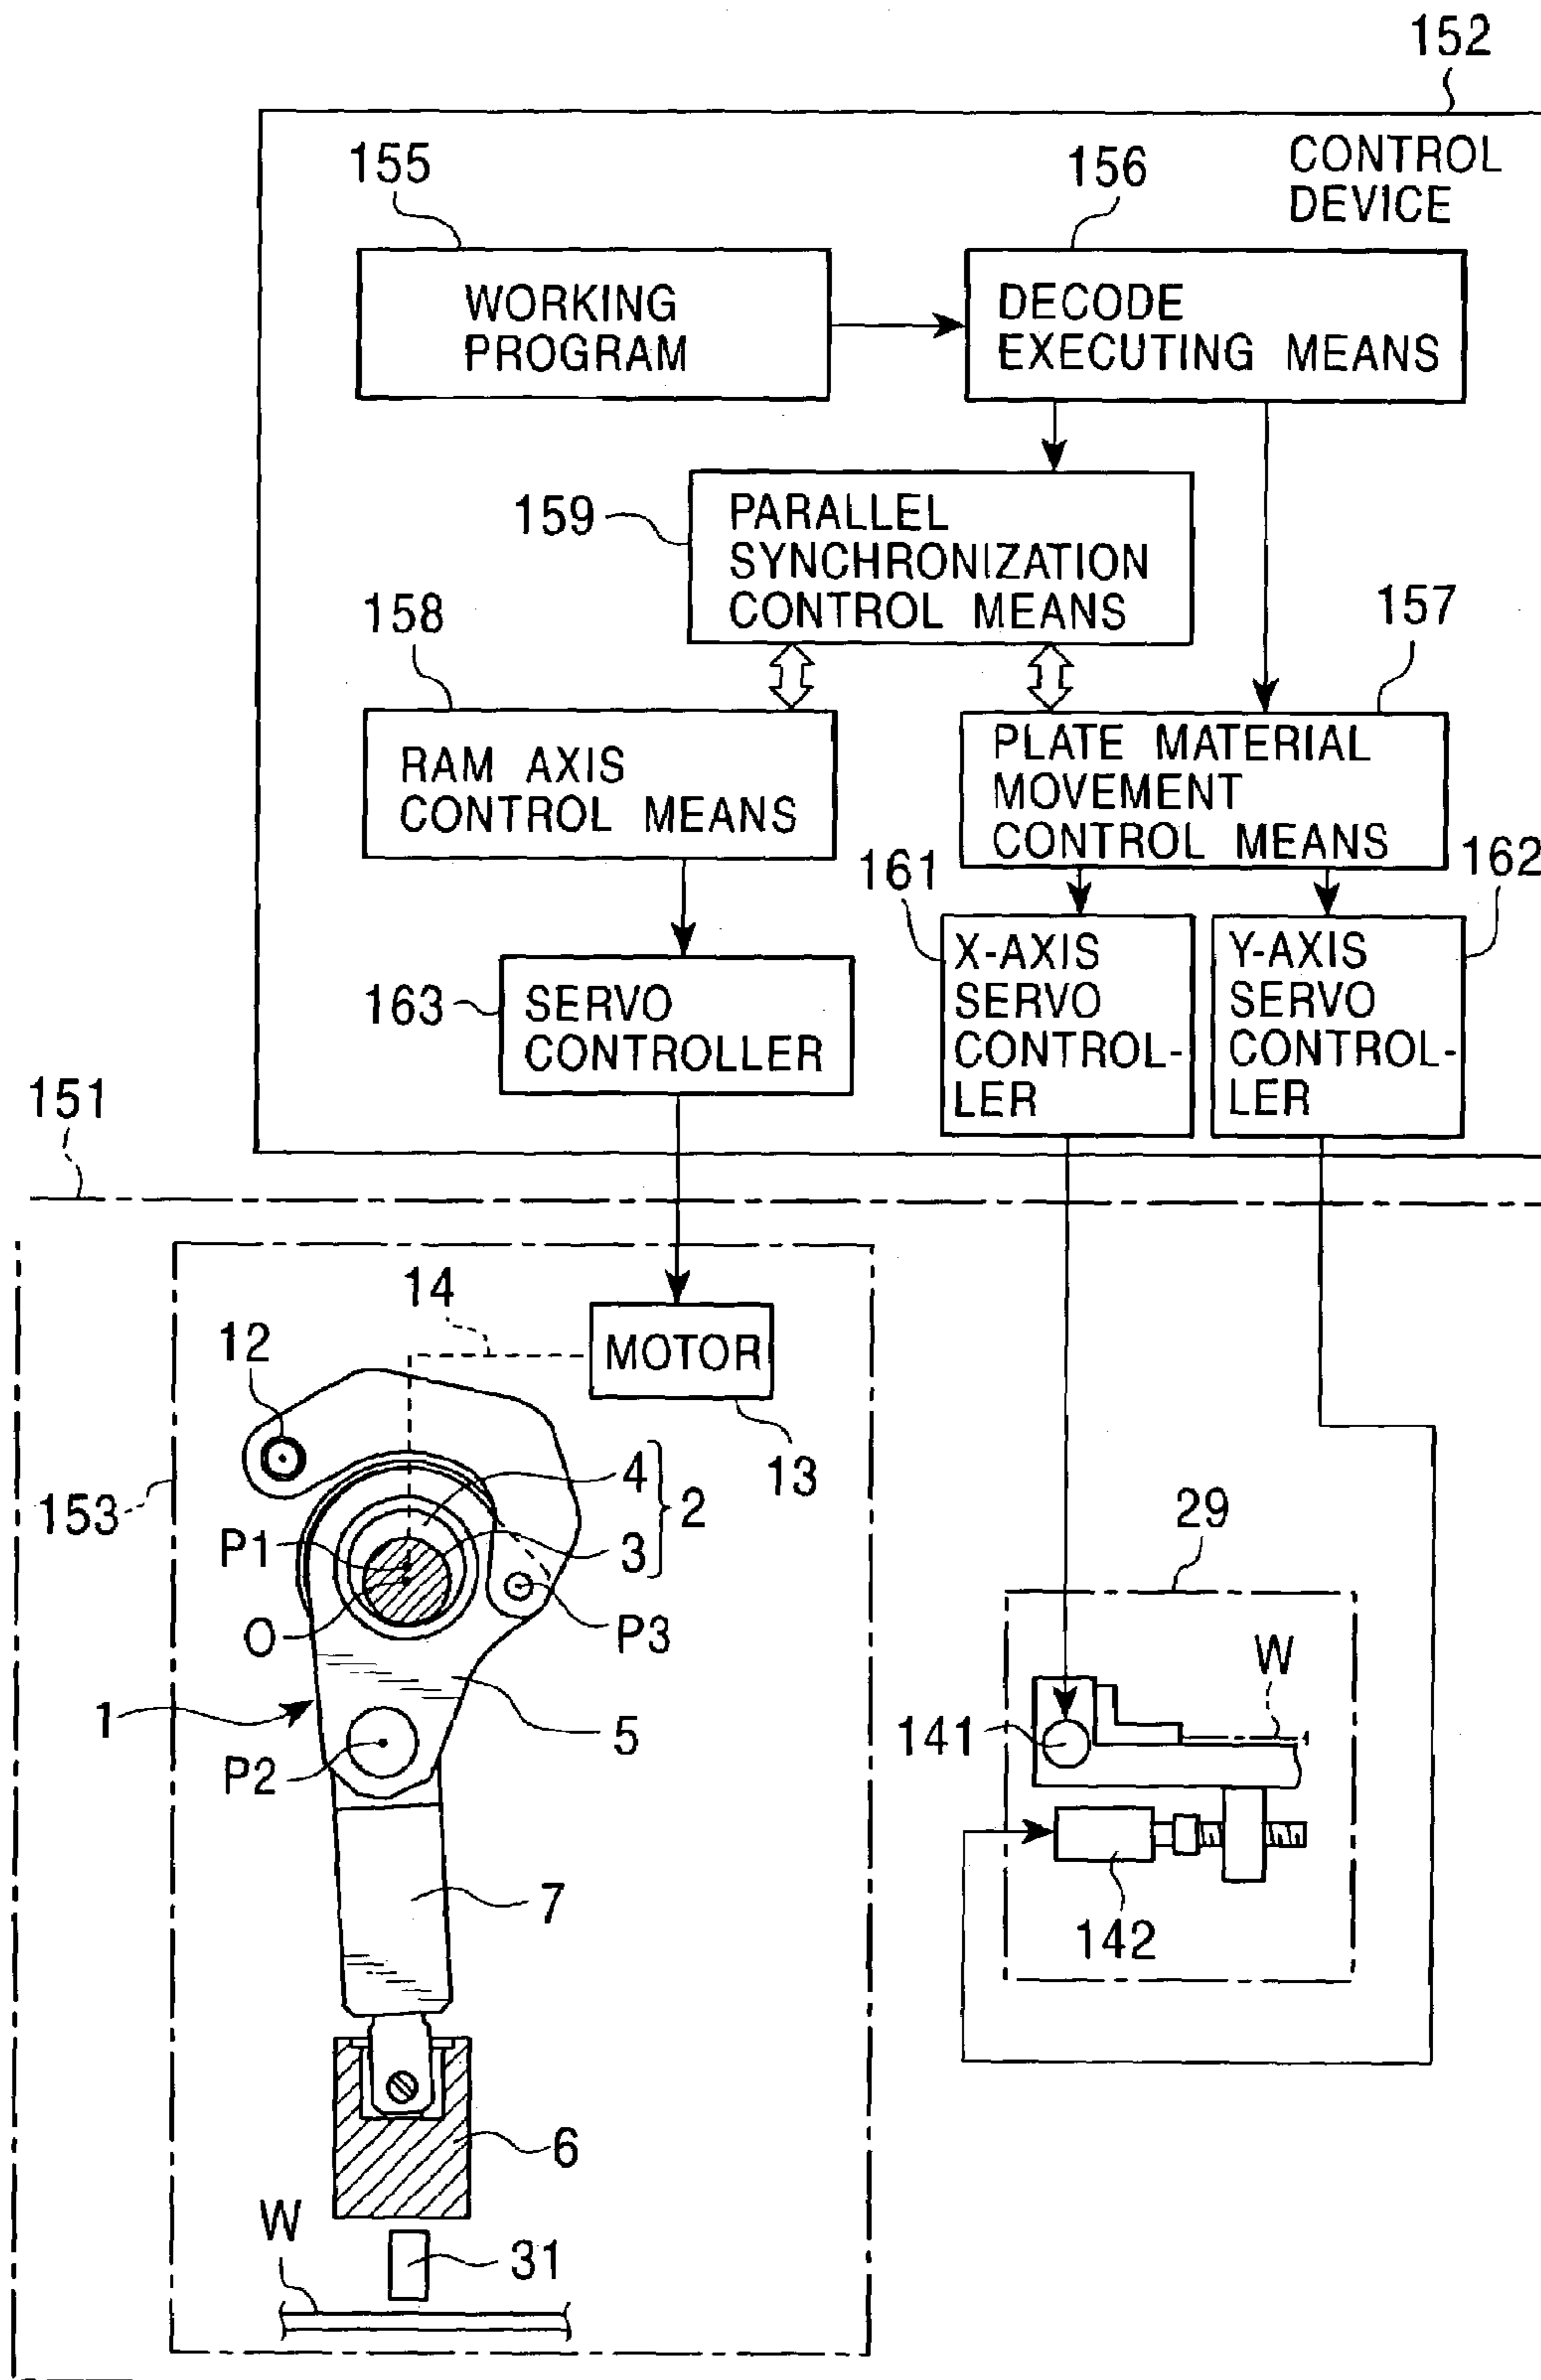 152
CONTROL
DEVICE
155
156
WORKING
PROGRAM
DECODE
EXECUTING MEANS
159
PARALLEL
SYNCHRONIZATION
CONTROL MEANS
158
157
RAM AXIS
CONTROL MEANS
PLATE MATERIAL
MOVEMENT
CONTROL MEANS
161
162
163
SERVO
CONTROLLER
X-AXIS
SERVO
CONTROL-
LER
Y-AXIS
SERVO
CONTROL-
LER
151
14
12
MOTOR
13
153
4
2
3
P1
O
P3
29
W
1
5
141
P2
7
142
6
W
31